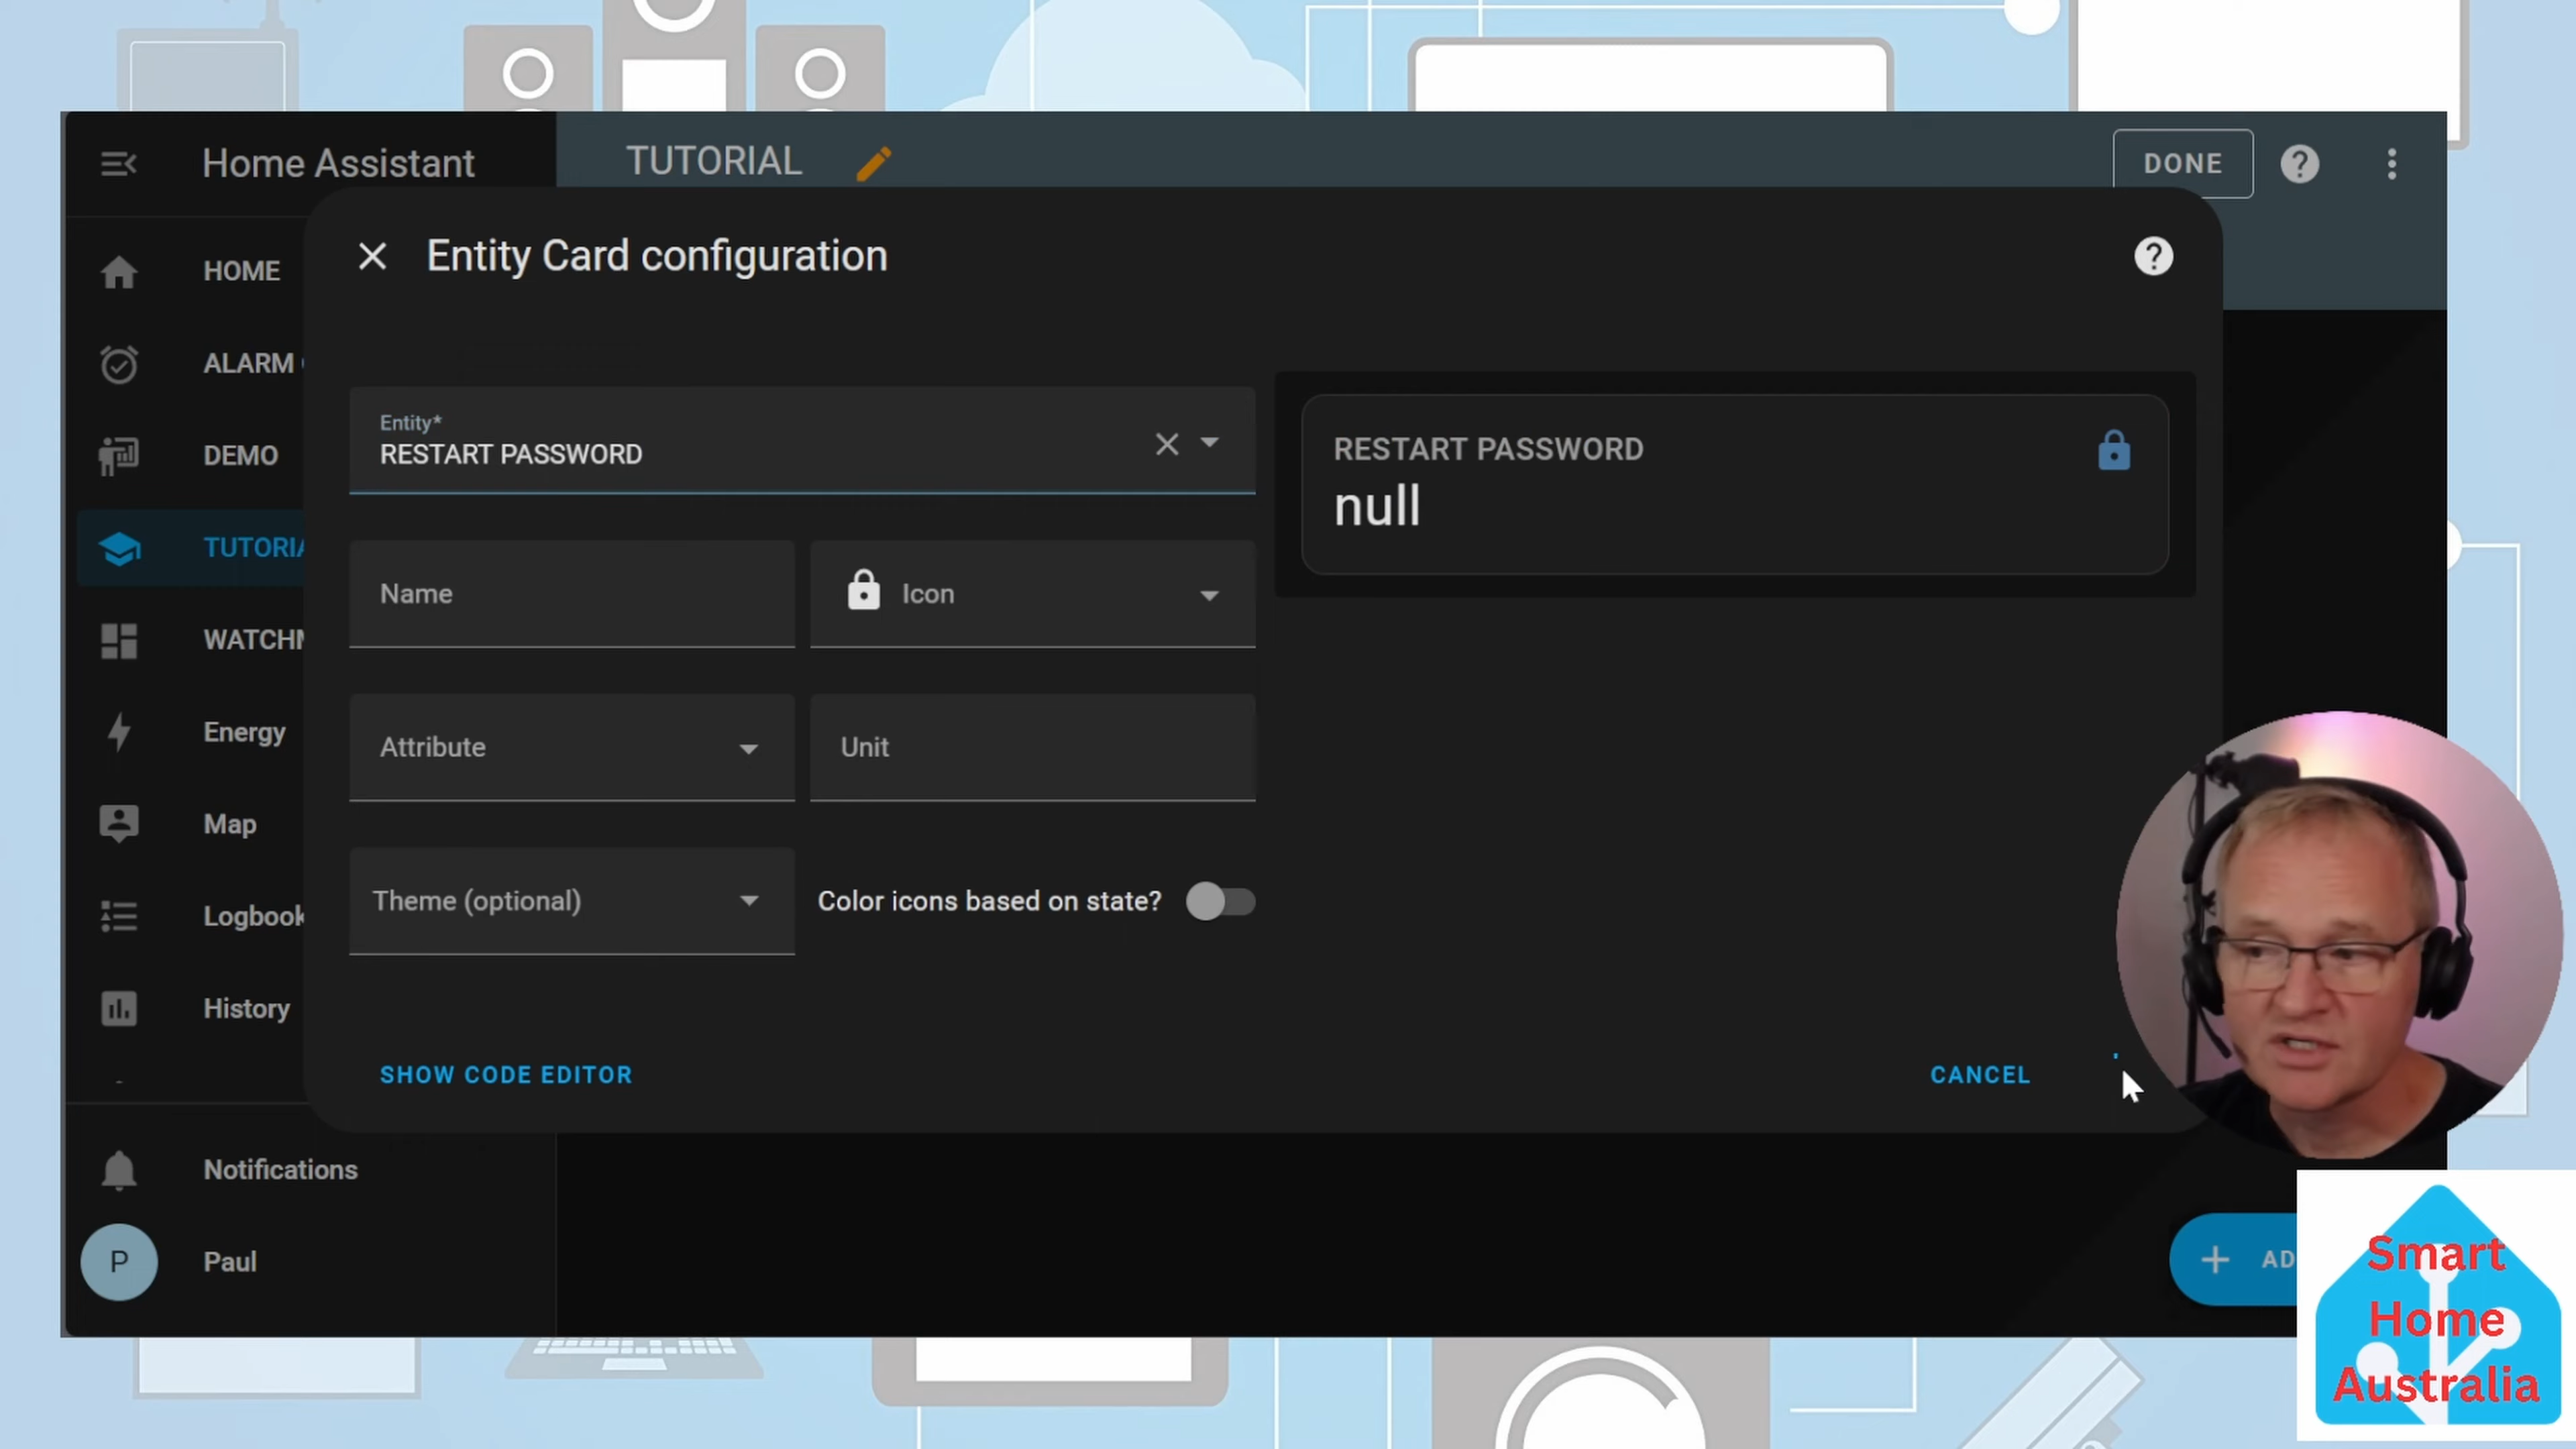 Home Assistant
TUTORIAL
DONE
Entity Card configuration
HOME
ALARM
DEMO
TUTORIA
WATCHM
Energy
Map
Logbook
History
Notifications
P
Paul
Entity*
RESTART PASSWORD
Name
Icon
Attribute
Unit
Theme (optional)
Color icons based on state?
SHOW CODE EDITOR
CANCEL
RESTART PASSWORD
null
AD
Smart
Home
Australia